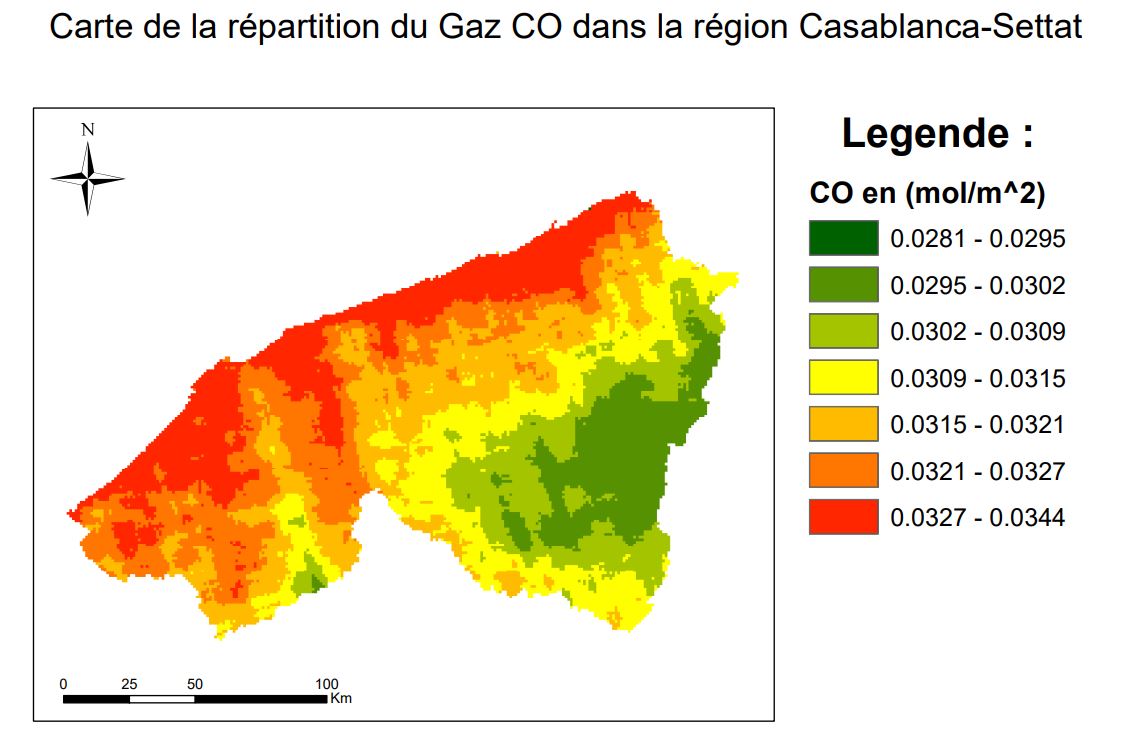 Carte de la répartition du Gaz CO dans la région Casablanca-Settat
N
Legende :
CO en (mol/m^2)
0.0281 - 0.0295
0.0295 - 0.0302
0.0302 - 0.0309
0.0309 - 0.0315
0.0315 - 0.0321
0.0321 - 0.0327
0.0327 - 0.0344
0 25 50 100
Km